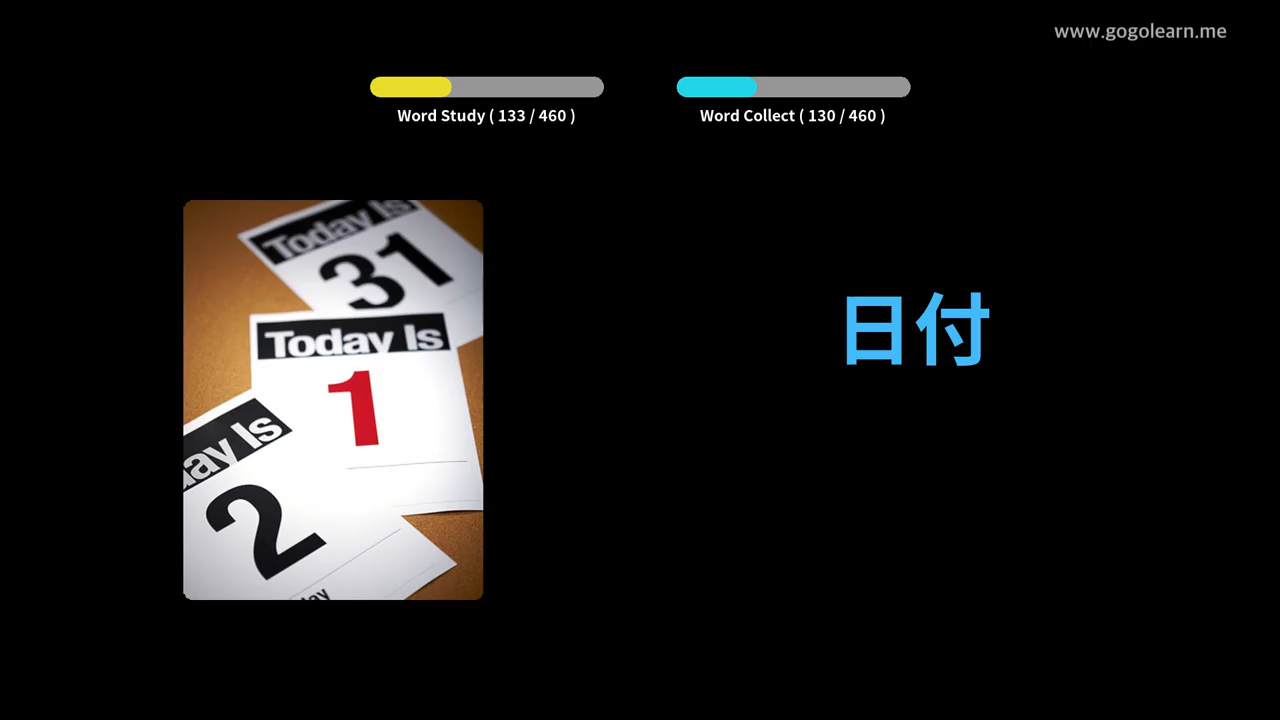 www.gogolearn.me
Word Study ( 133 / 460 )
Word Collect ( 130 / 460 )
Today Is
31
Today Is
1
ay Is
2
日付